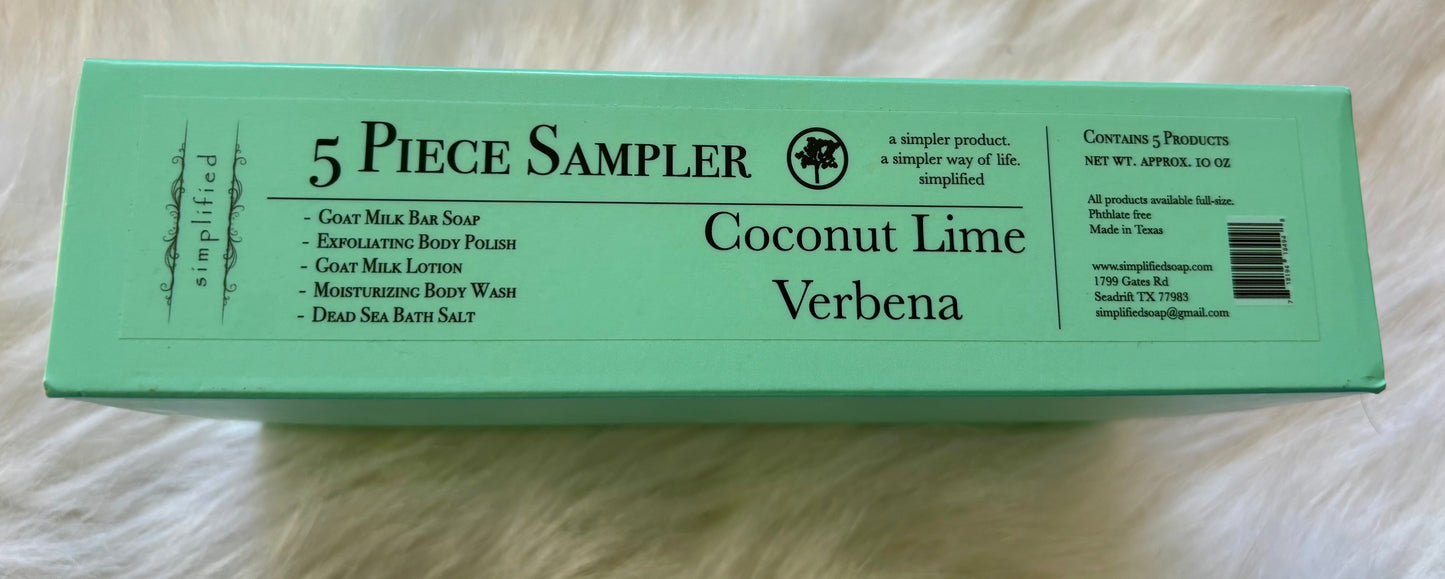 simplified
5 Piece Sampler
a simpler product.
a simpler way of life.
simplified
- Goat Milk Bar Soap
- Exfoliating Body Polish
- Goat Milk Lotion
- Moisturizing Body Wash
- Dead Sea Bath Salt
Coconut Lime
Verbena
Contains 5 Products
NET WT. APPROX. 10 OZ
All products available full-size.
Phthlate free
Made in Texas
www.simplifiedsoap.com
1799 Gates Rd
Seadrift TX 77983
simplifiedsoap@gmail.com